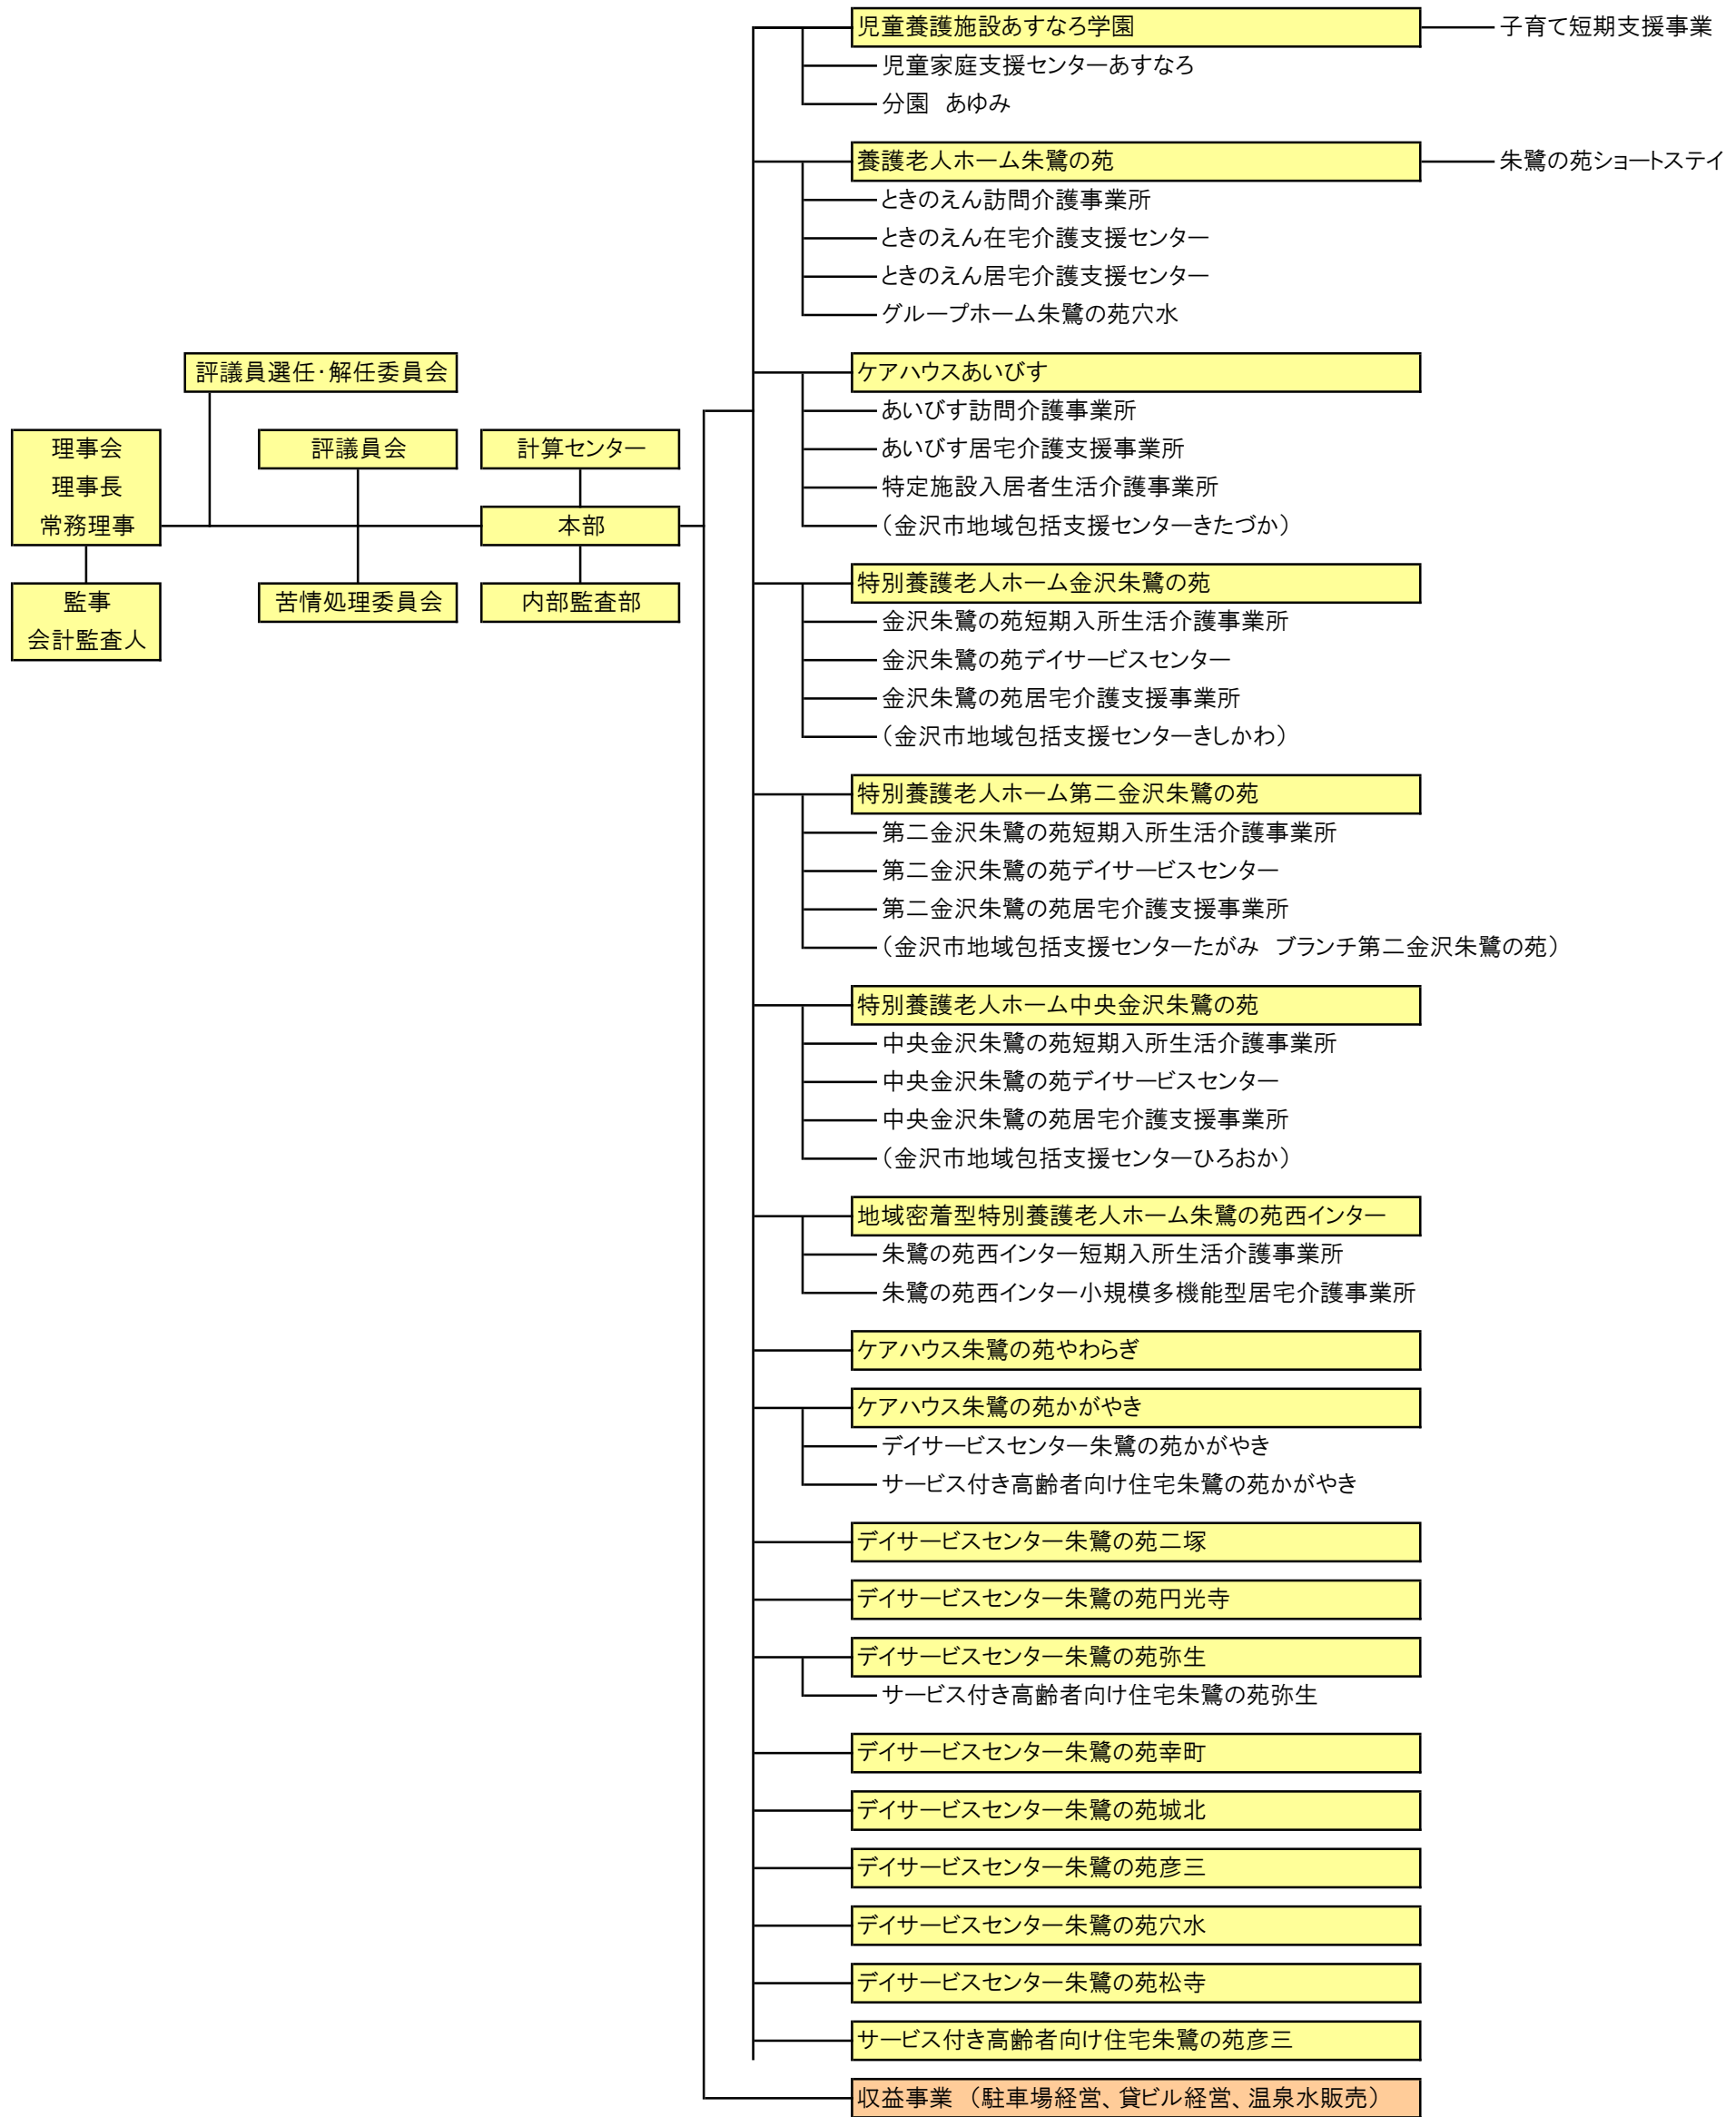 児童養護施設あすなろ学園
子育て短期支援事業
児童家庭支援センターあすなろ
分園　あゆみ
養護老人ホーム朱鷺の苑
朱鷺の苑ショートステイ
ときのえん訪問介護事業所
ときのえん在宅介護支援センター
ときのえん居宅介護支援センター
グループホーム朱鷺の苑穴水
評議員選任・解任委員会
理事会
理事長
常務理事
監事
会計監査人
評議員会
苦情処理委員会
計算センター
本部
内部監査部
ケアハウスあいびす
あいびす訪問介護事業所
あいびす居宅介護支援事業所
特定施設入居者生活介護事業所
（金沢市地域包括支援センターきたづか）
特別養護老人ホーム金沢朱鷺の苑
金沢朱鷺の苑短期入所生活介護事業所
金沢朱鷺の苑デイサービスセンター
金沢朱鷺の苑居宅介護支援事業所
（金沢市地域包括支援センターきしかわ）
特別養護老人ホーム第二金沢朱鷺の苑
第二金沢朱鷺の苑短期入所生活介護事業所
第二金沢朱鷺の苑デイサービスセンター
第二金沢朱鷺の苑居宅介護支援事業所
（金沢市地域包括支援センターたがみ　ブランチ第二金沢朱鷺の苑）
特別養護老人ホーム中央金沢朱鷺の苑
中央金沢朱鷺の苑短期入所生活介護事業所
中央金沢朱鷺の苑デイサービスセンター
中央金沢朱鷺の苑居宅介護支援事業所
（金沢市地域包括支援センターひろおか）
地域密着型特別養護老人ホーム朱鷺の苑西インター
朱鷺の苑西インター短期入所生活介護事業所
朱鷺の苑西インター小規模多機能型居宅介護事業所
ケアハウス朱鷺の苑やわらぎ
ケアハウス朱鷺の苑かがやき
デイサービスセンター朱鷺の苑かがやき
サービス付き高齢者向け住宅朱鷺の苑かがやき
デイサービスセンター朱鷺の苑二塚
デイサービスセンター朱鷺の苑円光寺
デイサービスセンター朱鷺の苑弥生
サービス付き高齢者向け住宅朱鷺の苑弥生
デイサービスセンター朱鷺の苑幸町
デイサービスセンター朱鷺の苑城北
デイサービスセンター朱鷺の苑彦三
デイサービスセンター朱鷺の苑穴水
デイサービスセンター朱鷺の苑松寺
サービス付き高齢者向け住宅朱鷺の苑彦三
収益事業　（駐車場経営、貸ビル経営、温泉水販売）